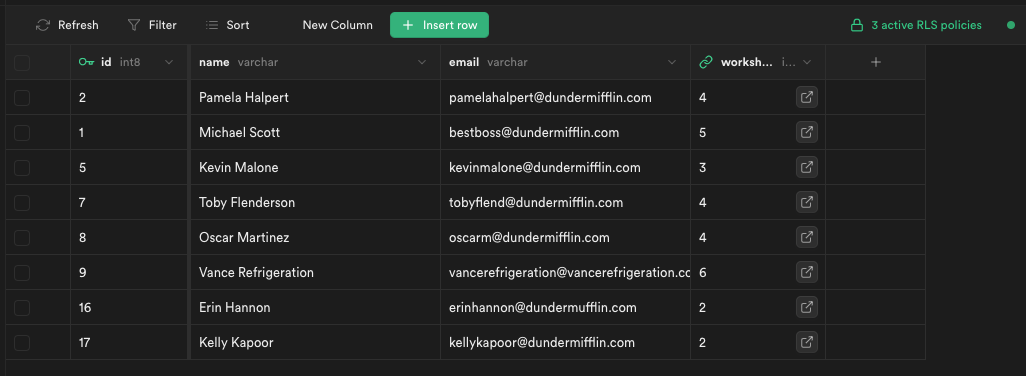 Refresh Filter Sort New Column + Insert row 3 active RLS policies
id int8 name varchar email varchar worksh... i... +
2 Pamela Halpert pamelahalpert@dundermifflin.com 4
1 Michael Scott bestboss@dundermifflin.com 5
5 Kevin Malone kevinmalone@dundermifflin.com 3
7 Toby Flenderson tobyflend@dundermifflin.com 4
8 Oscar Martinez oscarm@dundermifflin.com 4
9 Vance Refrigeration vancerefrigeration@vancerefrigeration.cc 6
16 Erin Hannon erinhannon@dundermufflin.com 2
17 Kelly Kapoor kellykapoor@dundermifflin.com 2